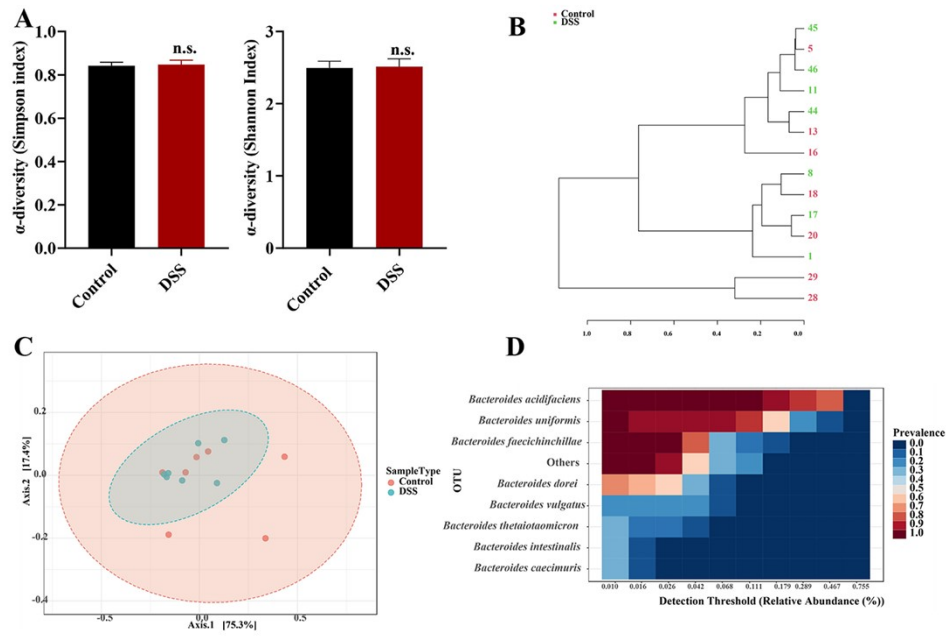 A
α-diversity (Simpson index)
1.0
0.8
0.6
0.4
0.2
0.0
n.s.
Control
DSS
α-diversity (Shannon Index)
3
2
1
0
n.s.
Control
DSS
B
Control
DSS
45
5
46
11
44
13
16
8
18
17
20
1
29
28
1.0 0.8 0.6 0.4 0.2 0.0
C
Axis.2 [17.4%]
0.2
0.0
-0.2
-0.4
-0.5 0.0 0.5
Axis.1 [75.3%]
SampleType
Control
DSS
D
OTU
Bacteroides acidifaciens
Bacteroides uniformis
Bacteroides faecichinchillae
Others
Bacteroides dorei
Bacteroides vulgatus
Bacteroides thetaiotaomicron
Bacteroides intestinalis
Bacteroides caecimuris
0.010 0.016 0.026 0.042 0.068 0.111 0.179 0.289 0.467 0.755
Detection Threshold (Relative Abundance (%))
Prevalence
0.0
0.1
0.2
0.3
0.4
0.5
0.6
0.7
0.8
0.9
1.0